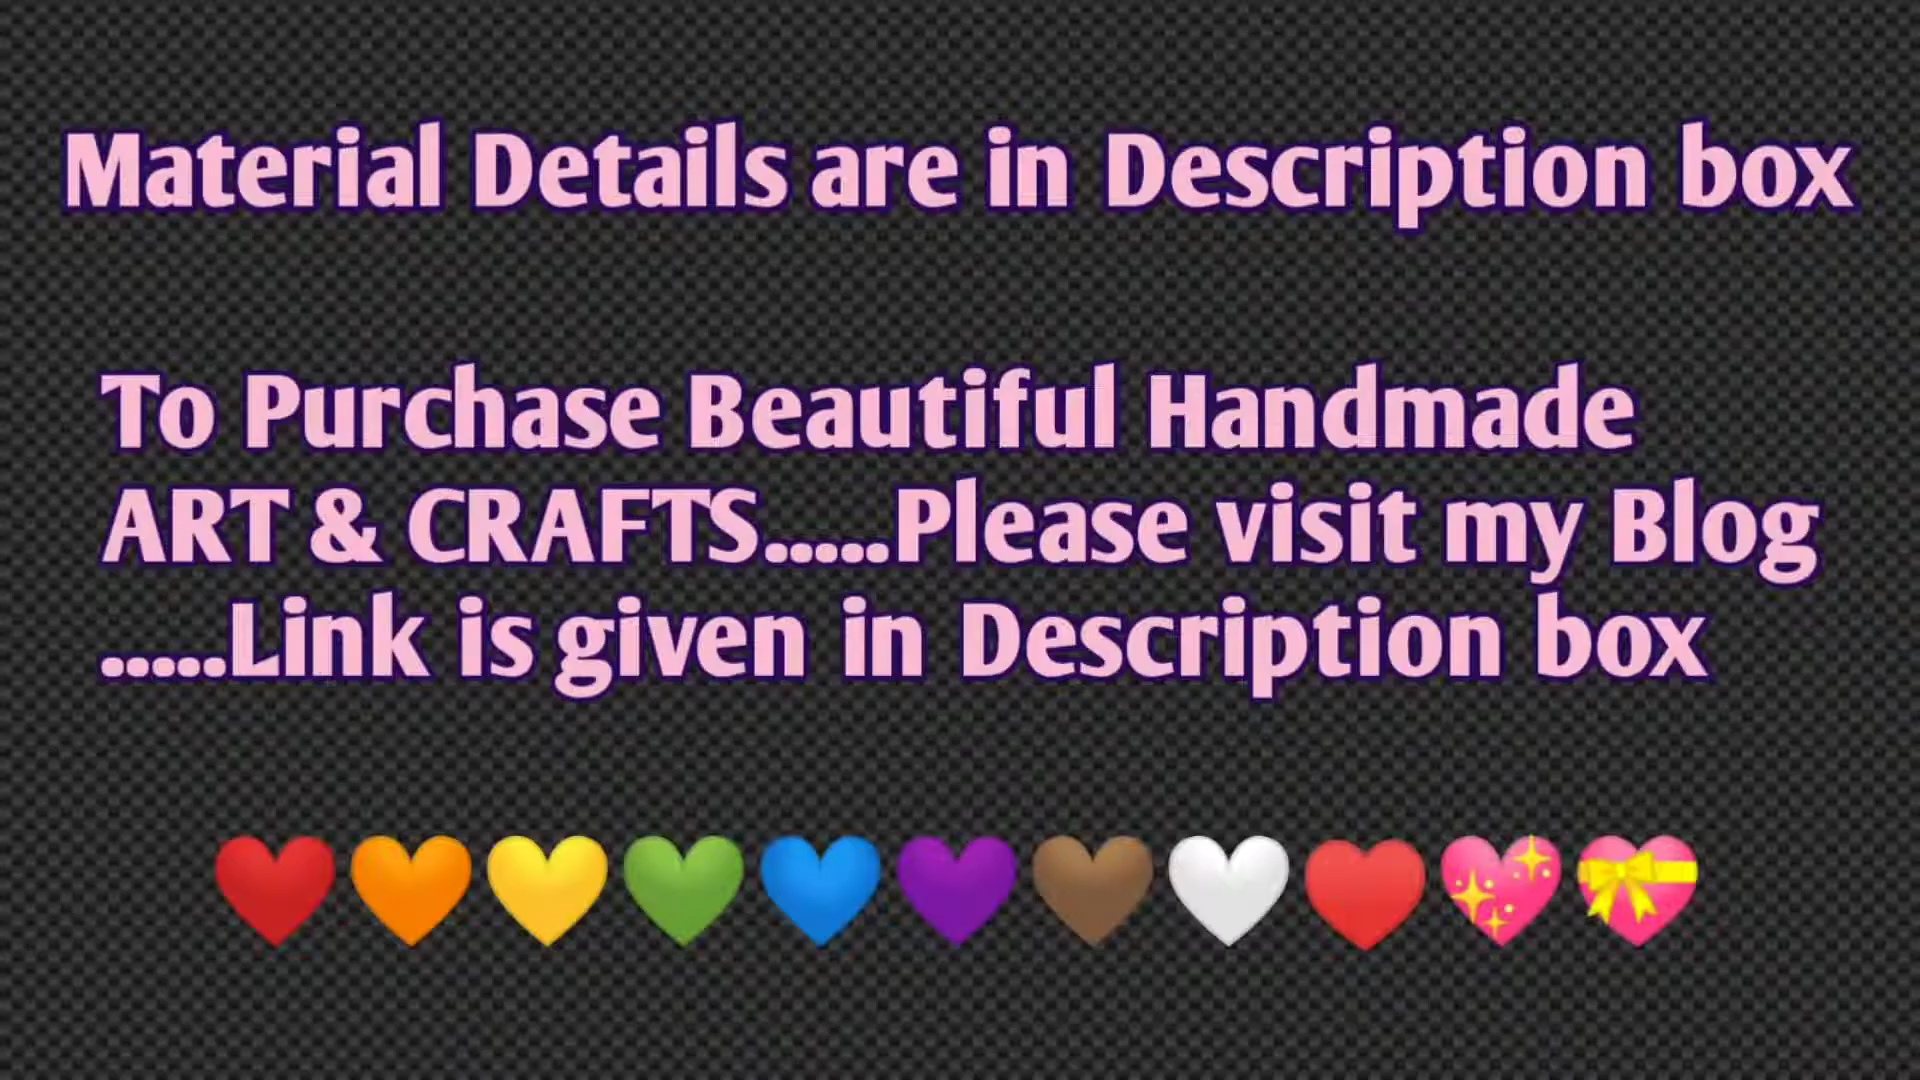 Material Details are in Description box
To Purchase Beautiful Handmade
ART & CRAFTS.....Please visit my Blog
.....Link is given in Description box